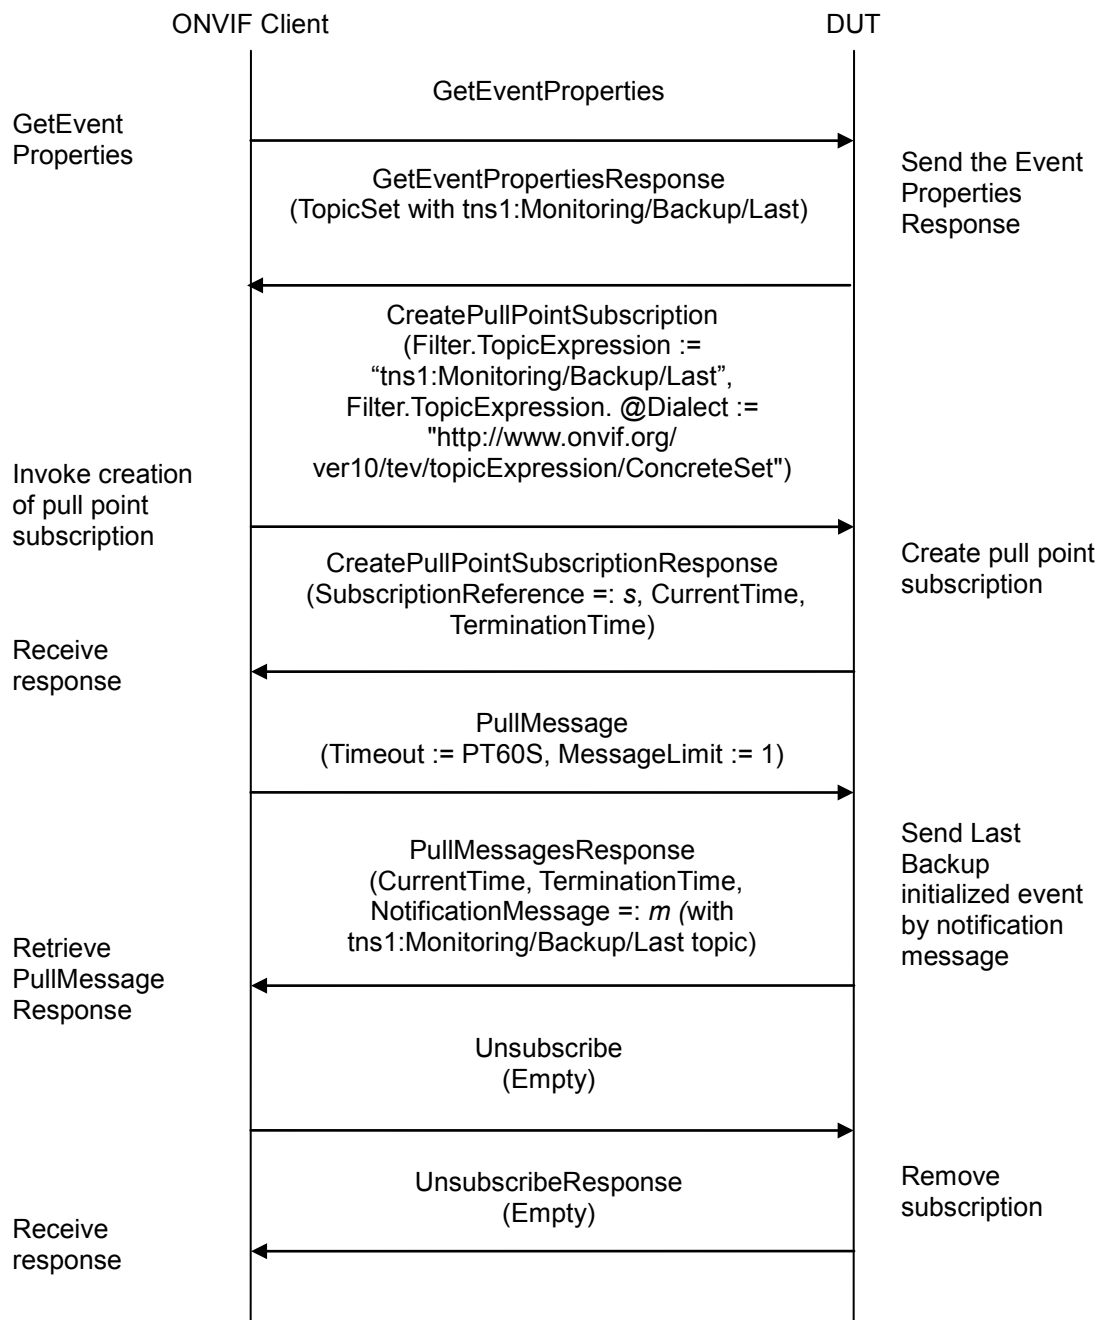 ONVIF Client
DUT
GetEventProperties
GetEvent
Properties
Send the Event
Properties
Response
GetEventPropertiesResponse
(TopicSet with tns1:Monitoring/Backup/Last)
CreatePullPointSubscription
(Filter.TopicExpression :=
“tns1:Monitoring/Backup/Last”,
Filter.TopicExpression. @Dialect :=
"http://www.onvif.org/
ver10/tev/topicExpression/ConcreteSet")
Invoke creation
of pull point
subscription
Create pull point
subscription
CreatePullPointSubscriptionResponse
(SubscriptionReference =: s, CurrentTime,
TerminationTime)
Receive
response
PullMessage
(Timeout := PT60S, MessageLimit := 1)
Send Last
Backup
initialized event
by notification
message
PullMessagesResponse
(CurrentTime, TerminationTime,
NotificationMessage =: m (with
tns1:Monitoring/Backup/Last topic)
Retrieve
PullMessage
Response
Unsubscribe
(Empty)
Remove
subscription
UnsubscribeResponse
(Empty)
Receive
response